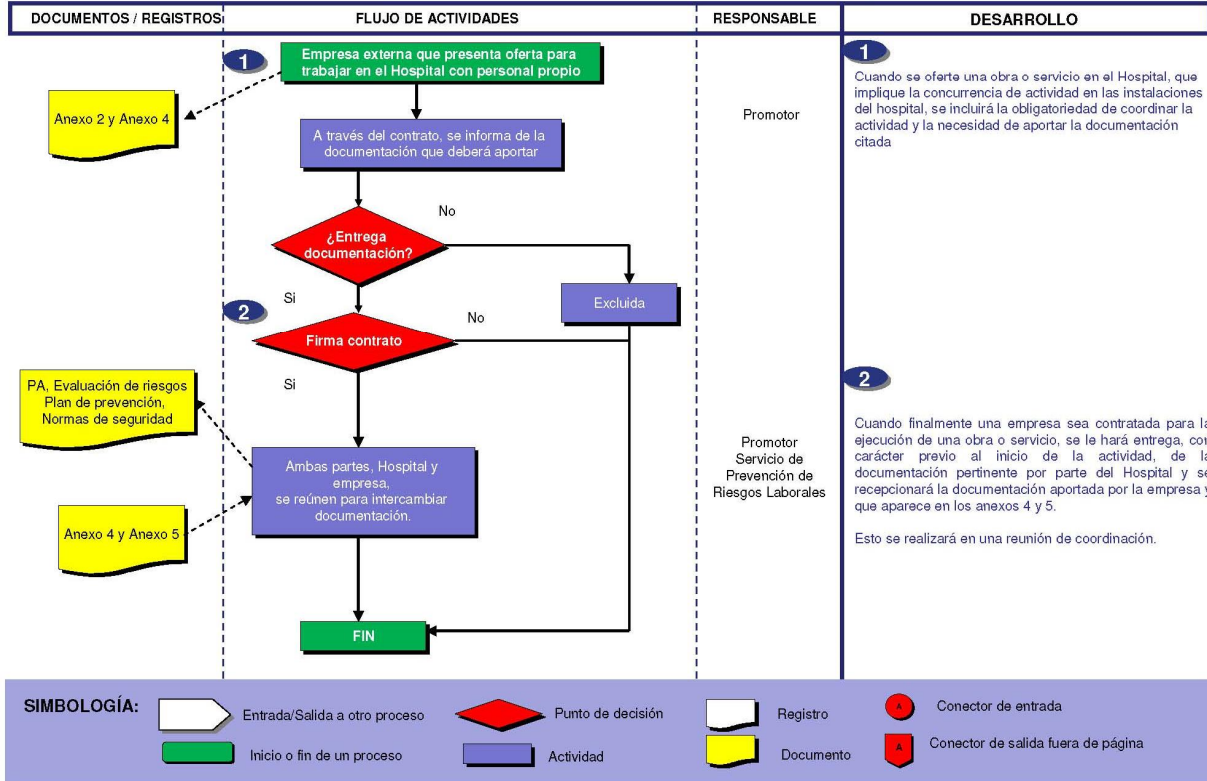 DOCUMENTOS / REGISTROS
FLUJO DE ACTIVIDADES
RESPONSABLE
DESARROLLO
1
Empresa externa que presenta oferta para
trabajar en el Hospital con personal propio
Anexo 2 y Anexo 4
A través del contrato, se informa de la
documentación que deberá aportar
Promotor
1
Cuando se oferte una obra o servicio en el Hospital, que
implique la concurrencia de actividad en las instalaciones
del hospital, se incluirá la obligatoriedad de coordinar la
actividad y la necesidad de aportar la documentación
citada
¿Entrega
documentación?
No
Si
Excluida
2
Firma contrato
No
Si
PA, Evaluación de riesgos
Plan de prevención,
Normas de seguridad
Ambas partes, Hospital y
empresa,
se reúnen para intercambiar
documentación.
Anexo 4 y Anexo 5
Promotor
Servicio de
Prevención de
Riesgos Laborales
2
Cuando finalmente una empresa sea contratada para la
ejecución de una obra o servicio, se le hará entrega, con
carácter previo al inicio de la actividad, de la
documentación pertinente por parte del Hospital y se
recepcionará la documentación aportada por la empresa y
que aparece en los anexos 4 y 5.
Esto se realizará en una reunión de coordinación.
FIN
SIMBOLOGÍA:
Entrada/Salida a otro proceso
Punto de decisión
Registro
A
Conector de entrada
Inicio o fin de un proceso
Actividad
Documento
A
Conector de salida fuera de página